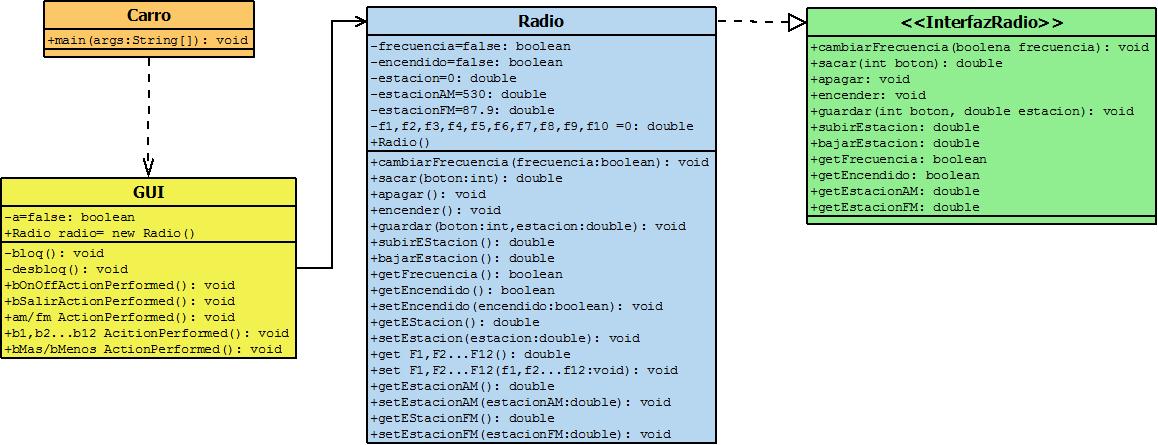 Carro
+main(args:String[]): void
GUI
-a=false: boolean
+Radio radio= new Radio()
-bloq(): void
-desbloq(): void
+bOnOffActionPerformed(): void
+bSalirActionPerformed(): void
+am/fm ActionPerformed(): void
+b1,b2...b12 AcitionPerformed(): void
+bMas/bMenos ActionPerformed(): void
Radio
-frecuencia=false: boolean
-encendido=false: boolean
-estacion=0: double
-estacionAM=530: double
-estacionFM=87.9: double
-f1,f2,f3,f4,f5,f6,f7,f8,f9,f10 =0: double
+Radio()
+cambiarFrecuencia(frecuencia:boolean): void
+sacar(boton:int): double
+apagar(): void
+encender(): void
+guardar(boton:int,estacion:double): void
+subirEStacion(): double
+bajarEstacion(): double
+getFrecuencia(): boolean
+getEncendido(): boolean
+setEncendido(encendido:boolean): void
+getEStacion(): double
+setEstacion(estacion:double): void
+get F1,F2...F12(): double
+set F1,F2...F12(f1,f2...f12:void): void
+getEstacionAM(): double
+setEstacionAM(estacionAM:double): void
+getEStacionFM(): double
+setEstacionFM(estacionFM:double): void
<<InterfazRadio>>
+cambiarFrecuencia(boolena frecuencia): void
+sacar(int boton): double
+apagar: void
+encender: void
+guardar(int boton, double estacion): void
+subirEstacion: double
+bajarEstacion: double
+getFrecuencia: boolean
+getEncendido: boolean
+getEstacionAM: double
+getEstacionFM: double